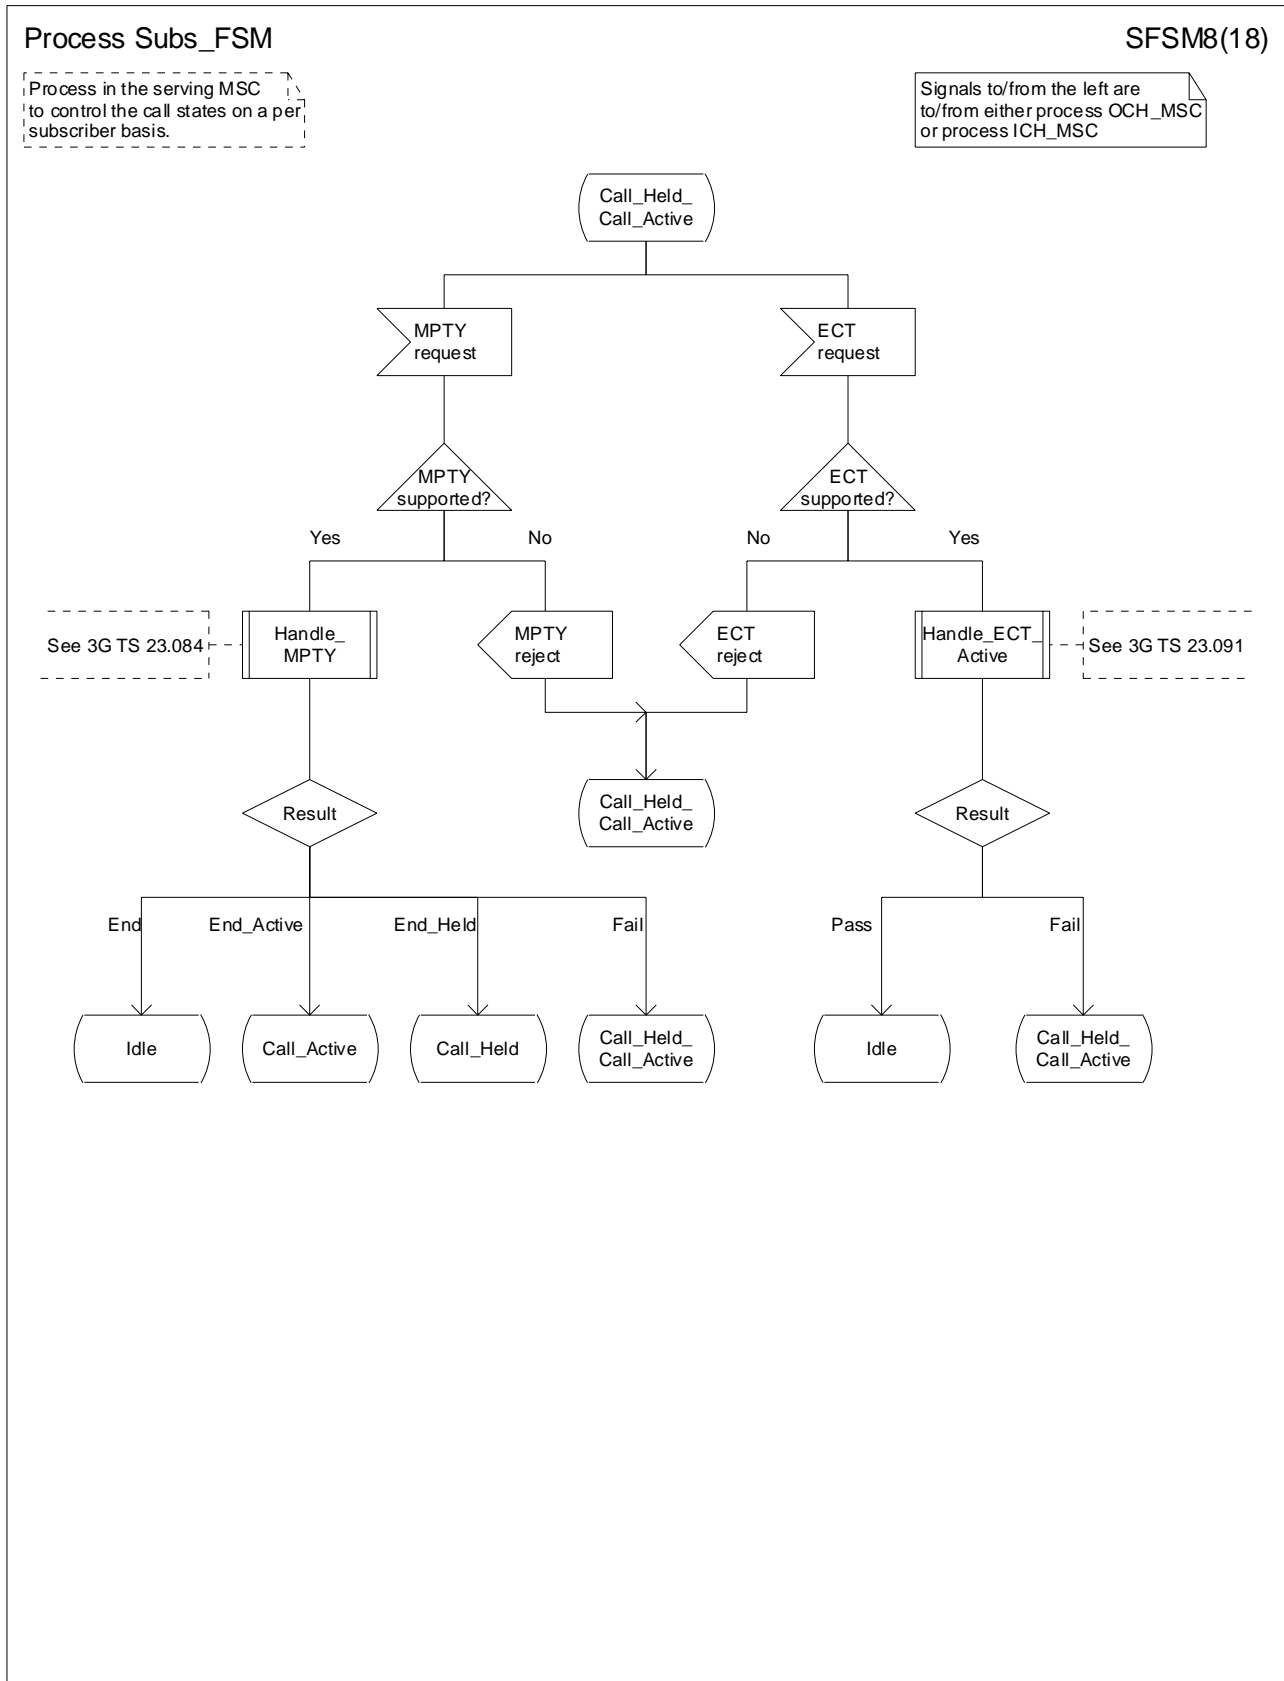 Process Subs_FSM
SFSM8(18)
Process in the serving MSC
to control the call states on a per
subscriber basis.
Signals to/from the left are
to/from either process OCH_MSC
or process ICH_MSC
Call_Held_
Call_Active
MPTY
request
ECT
request
MPTY
supported?
ECT
supported?
Yes
No
No
Yes
See 3G TS 23.084
Handle_
MPTY
MPTY
reject
ECT
reject
Handle_ECT_
Active
See 3G TS 23.091
Result
Call_Held_
Call_Active
Result
End
End_Active
End_Held
Fail
Pass
Fail
Idle
Call_Active
Call_Held
Call_Held_
Call_Active
Idle
Call_Held_
Call_Active